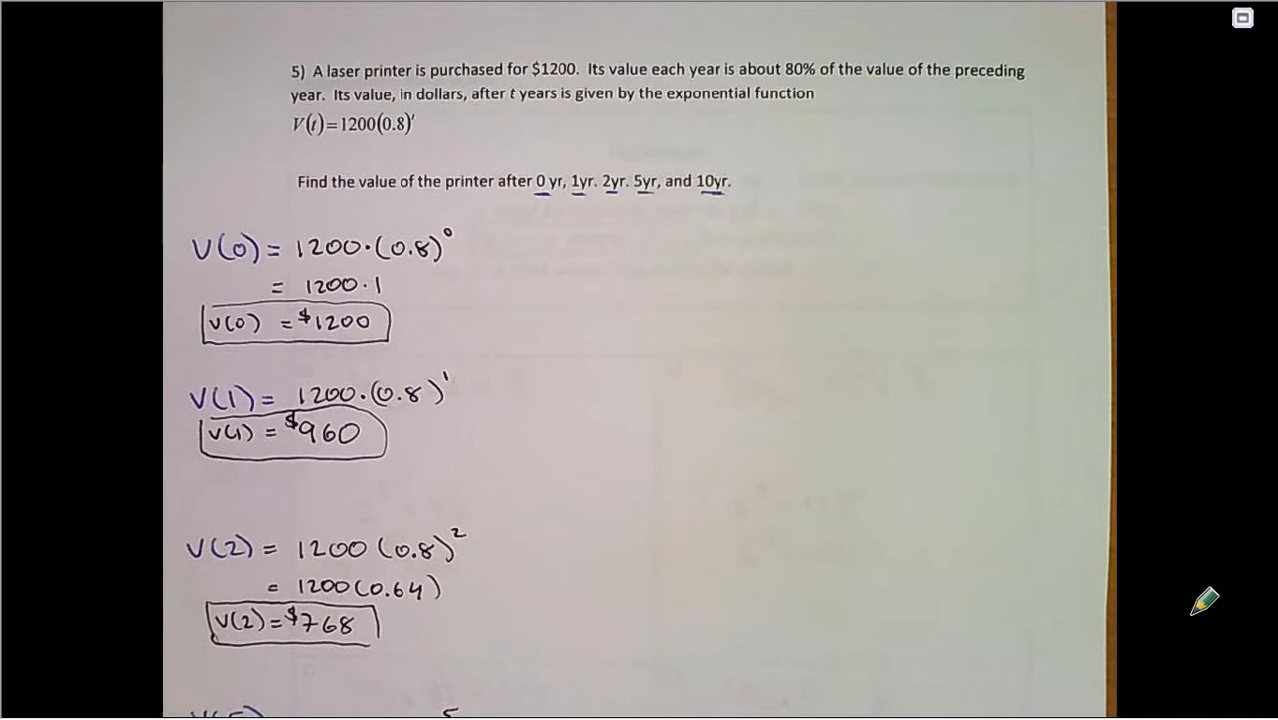 5) A laser printer is purchased for $1200. Its value each year is about 80% of the value of the preceding
year. Its value, in dollars, after t years is given by the exponential function
V(t)=1200(0.8)^t
Find the value of the printer after 0 yr, 1yr. 2yr. 5yr, and 10yr.
V(0) = 1200·(0.8)^0
= 1200·1
V(0) = $1200
V(1) = 1200·(0.8)^1
V(1) = $960
V(2) = 1200(0.8)^2
= 1200(0.64)
V(2) = $768